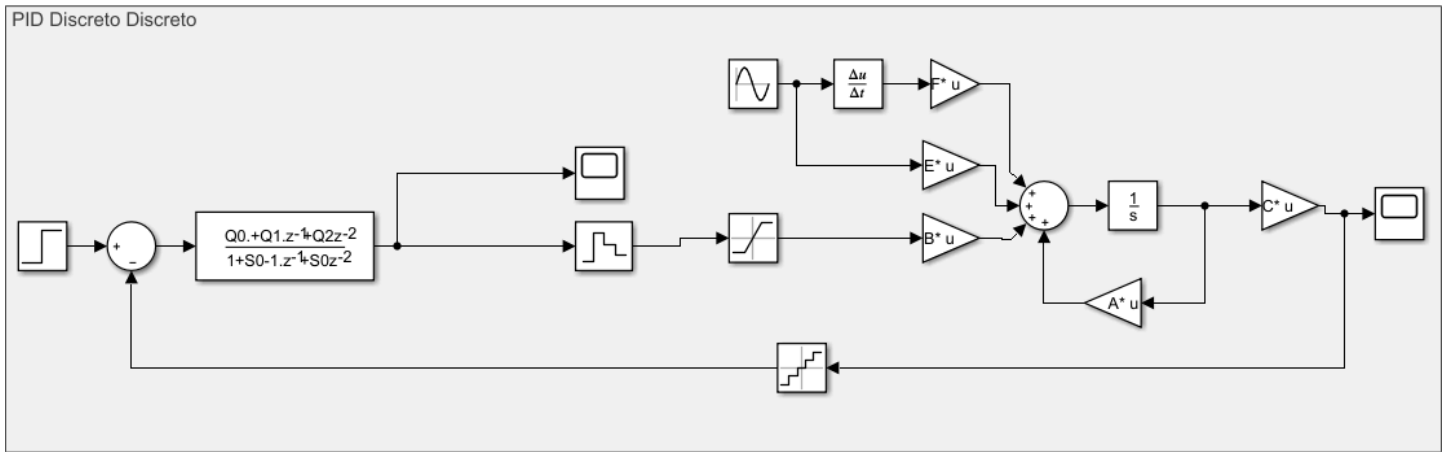 PID Discreto Discreto
Δu
Δt
F* u
E* u
Q0.+Q1.z-1+Q2z-2
1+S0-1.z-1+S0z-2
+
−
B* u
+
+
+
+
1
s
C* u
A* u